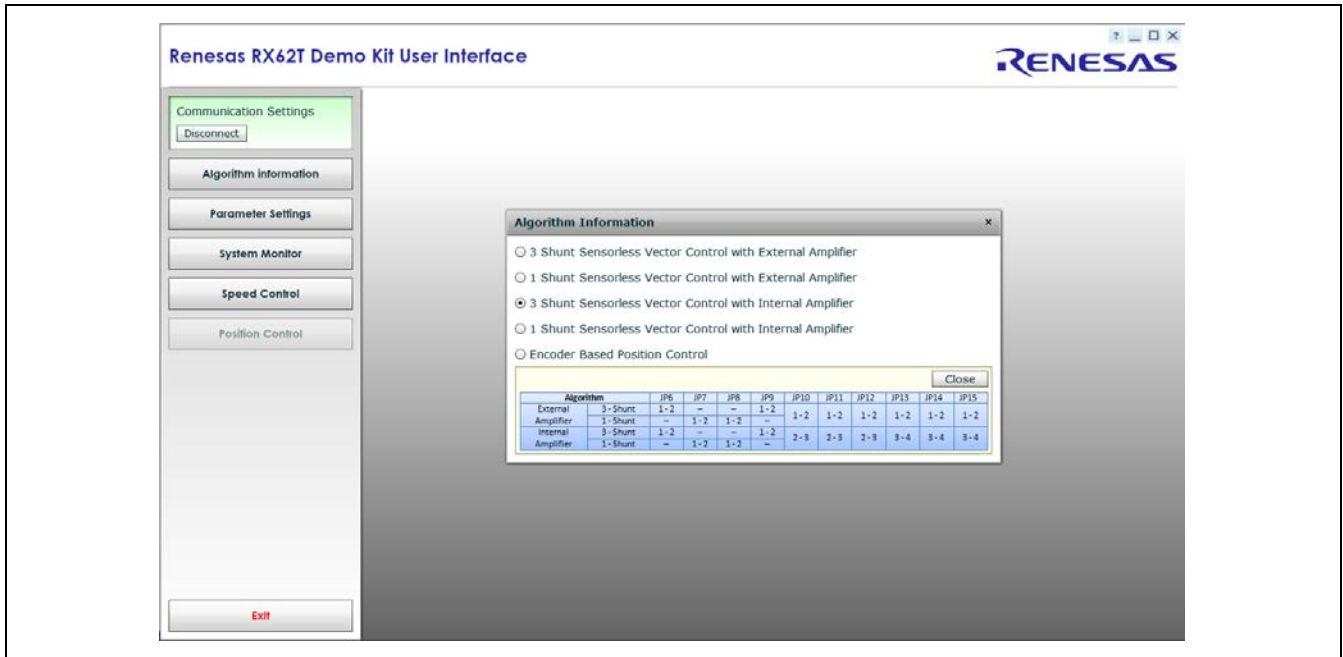 Renesas RX62T Demo Kit User Interface
? _ □ ×
RENESAS
Communication Settings
Disconnect
Algorithm information
Parameter Settings
System Monitor
Speed Control
Position Control
Exit
Algorithm Information ×
3 Shunt Sensorless Vector Control with External Amplifier
1 Shunt Sensorless Vector Control with External Amplifier
3 Shunt Sensorless Vector Control with Internal Amplifier
1 Shunt Sensorless Vector Control with Internal Amplifier
Encoder Based Position Control
Close
Algorithm JP6 JP7 JP8 JP9 JP10 JP11 JP12 JP13 JP14 JP15
External Amplifier 3-Shunt 1-2 – – 1-2 1-2 1-2 1-2 1-2 1-2 1-2
1-Shunt – 1-2 1-2 –
Internal Amplifier 3-Shunt 1-2 – – 1-2 2-3 2-3 2-3 3-4 3-4 3-4
1-Shunt – 1-2 1-2 –